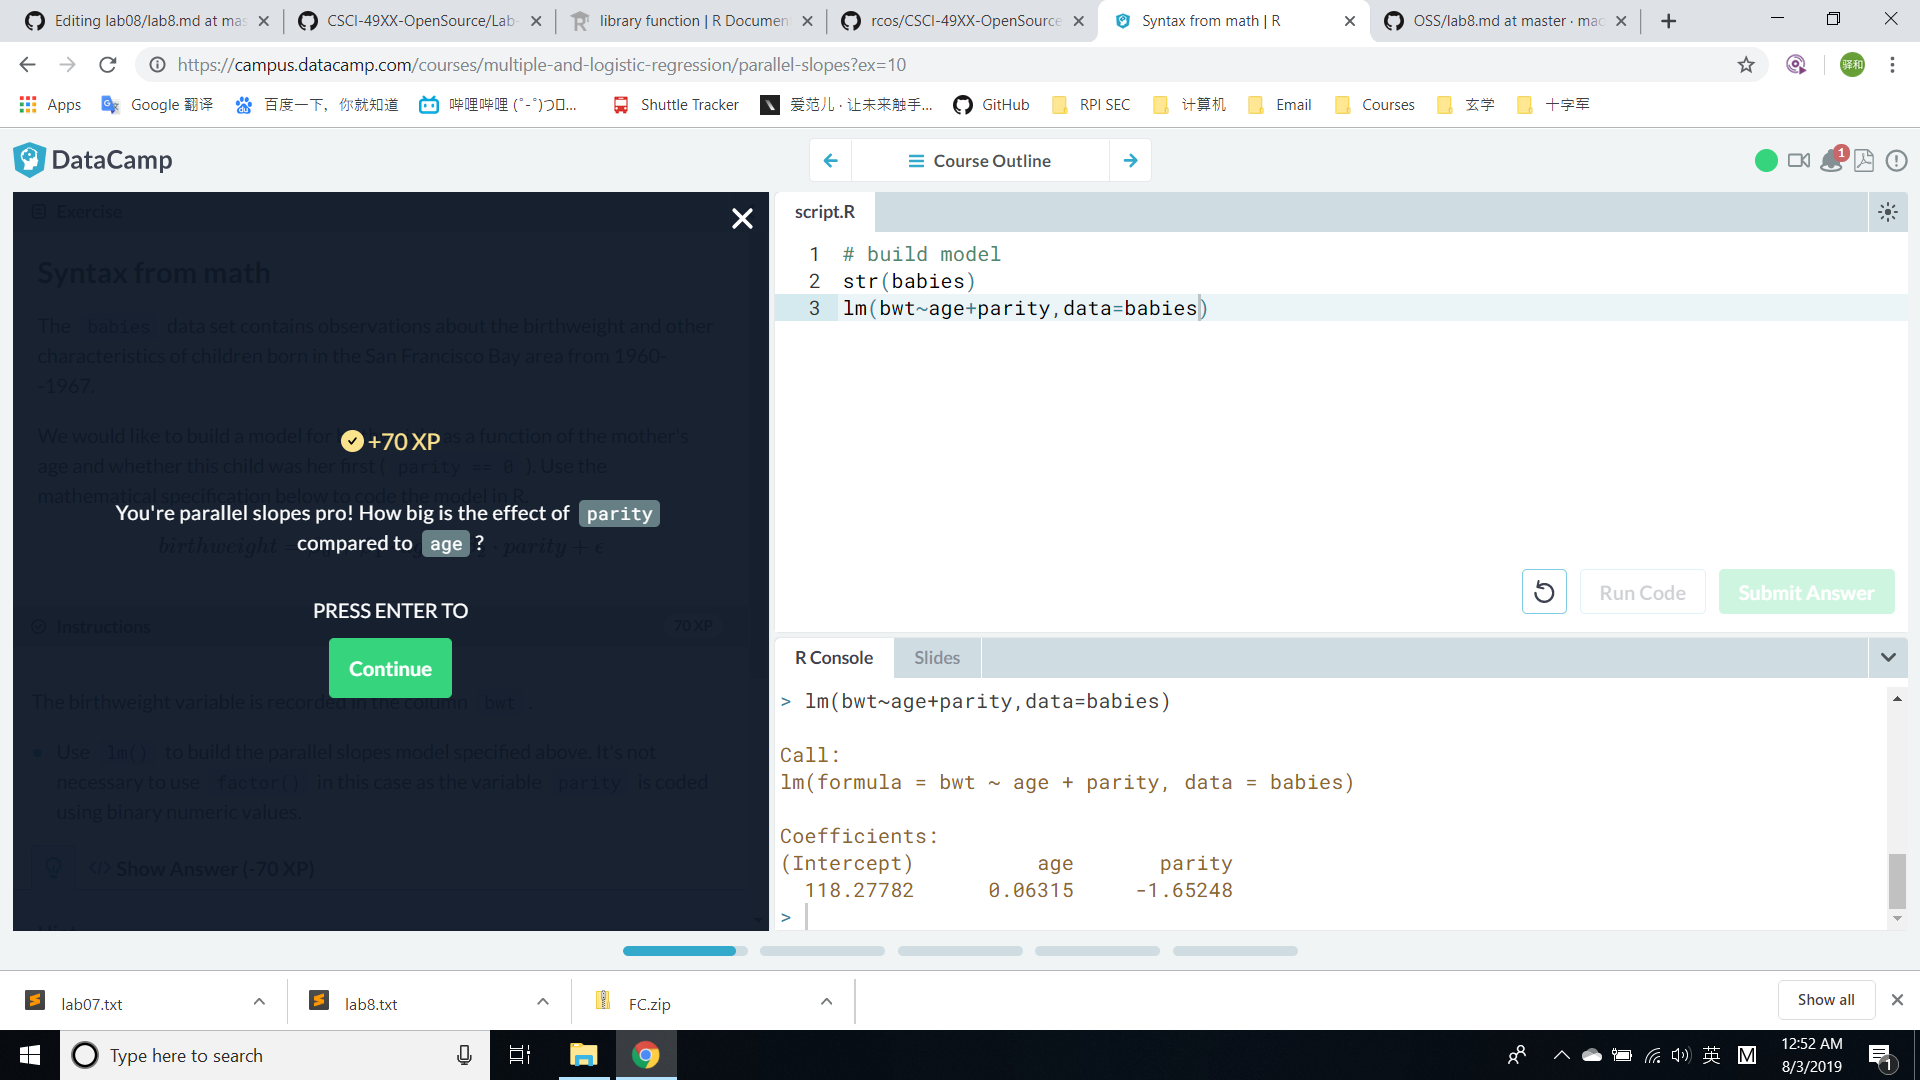 Editing lab08/lab8.md at mas
CSCI-49XX-OpenSource/Lab-
library function | R Documen
rcos/CSCI-49XX-OpenSource
Syntax from math | R
OSS/lab8.md at master · mac
https://campus.datacamp.com/courses/multiple-and-logistic-regression/parallel-slopes?ex=10
驿和
Apps
Google 翻译
百度一下，你就知道
哔哩哔哩 (゜-゜)つロ...
Shuttle Tracker
爱范儿 · 让未来触手...
GitHub
RPI SEC
计算机
Email
Courses
玄学
十字军
DataCamp
Course Outline
1
Exercise
Syntax from math
The babies data set contains observations about the birthweight and other
characteristics of children born in the San Francisco Bay area from 1960-
-1967.
We would like to build a model for as a function of the mother's
age and whether this child was her first ( parity == 0 ). Use the
mathematical specification below to code the model in R.
+70 XP
You're parallel slopes pro! How big is the effect of parity
compared to age ?
birthweight = · parity + ϵ
PRESS ENTER TO
Continue
Instructions
70 XP
The birthweight variable is recorded in the column bwt .
Use lm() to build the parallel slopes model specified above. It's not
necessary to use factor() in this case as the variable parity is coded
using binary numeric values.
Show Answer (-70 XP)
script.R
1 # build model
2 str(babies)
3 lm(bwt~age+parity,data=babies)
Run Code
Submit Answer
R Console
Slides
> lm(bwt~age+parity,data=babies)
Call:
lm(formula = bwt ~ age + parity, data = babies)
Coefficients:
(Intercept) age parity
118.27782 0.06315 -1.65248
>
lab07.txt
lab8.txt
FC.zip
Show all
Type here to search
英
M
12:52 AM
8/3/2019
1